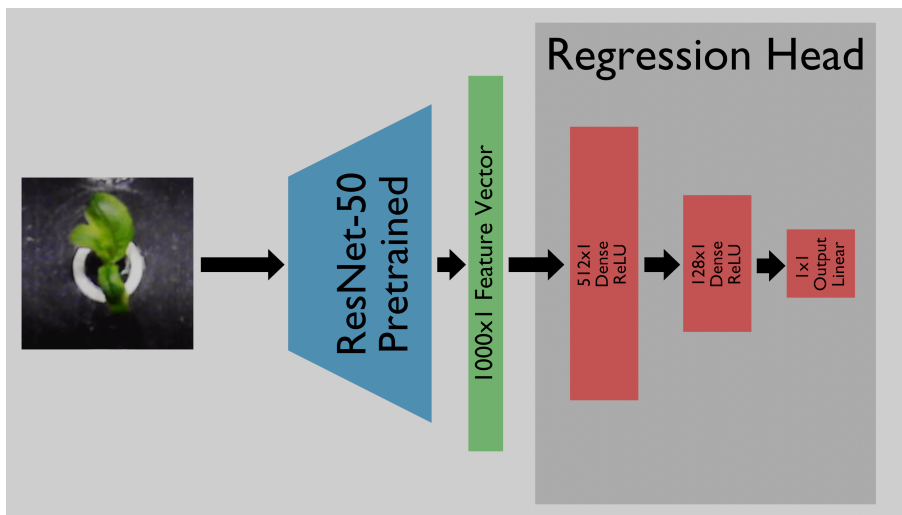 Regression Head
ResNet-50
Pretrained
1000x1 Feature Vector
512x1
Dense
ReLU
128x1
Dense
ReLU
1x1
Output
Linear